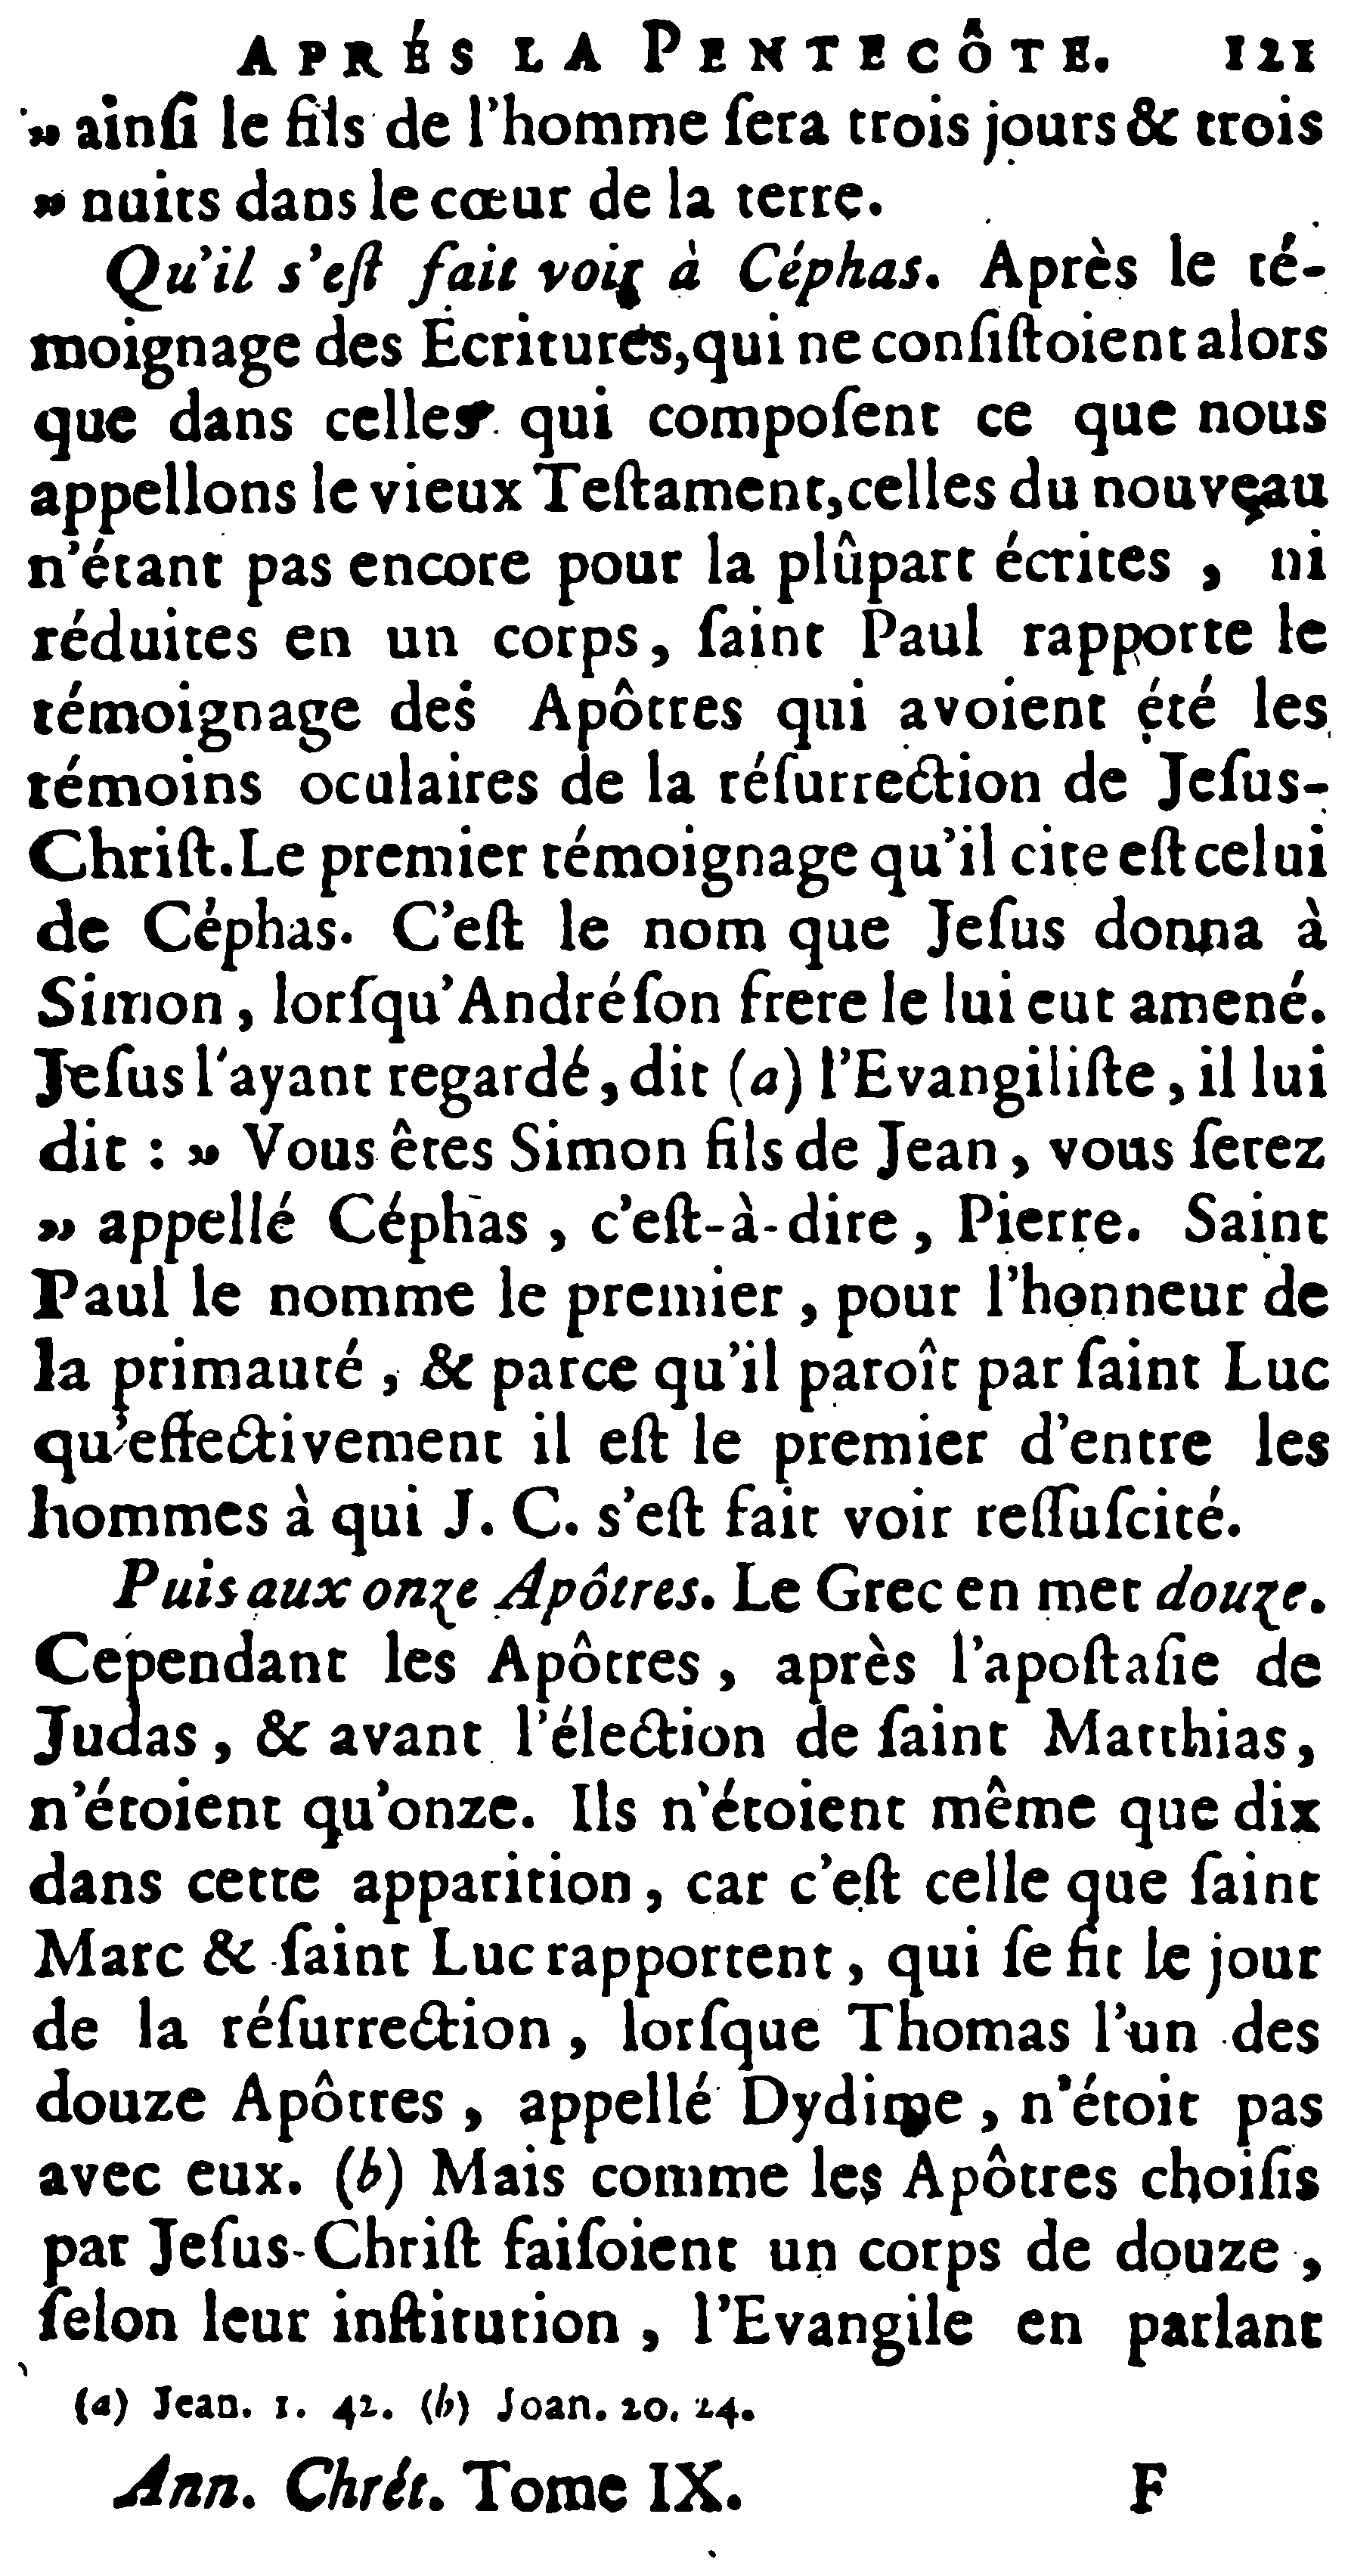 APRÉS LA PENTECÔTE. 121
» ainſi le fils de l'homme ſera trois jours & trois
» nuits dans le cœur de la terre.
Qu'il s'eſt fait voir à Céphas. Après le té-
moignage des Ecritures, qui ne conſiſtoient alors
que dans celles qui compoſent ce que nous
appellons le vieux Teſtament, celles du nouveau
n'étant pas encore pour la plûpart écrites, ni
réduites en un corps, ſaint Paul rapporte le
témoignage des Apôtres qui avoient été les
témoins oculaires de la réſurrection de Jeſus-
Chriſt. Le premier témoignage qu'il cite eſt celui
de Céphas. C'eſt le nom que Jeſus donna à
Simon, lorſqu'André ſon frere le lui eut amené.
Jeſus l'ayant regardé, dit (a) l'Evangiliſte, il lui
dit : » Vous êtes Simon fils de Jean, vous ſerez
» appellé Céphas, c'eſt-à-dire, Pierre. Saint
Paul le nomme le premier, pour l'honneur de
la primauté, & parce qu'il paroît par ſaint Luc
qu'effectivement il eſt le premier d'entre les
hommes à qui J. C. s'eſt fait voir reſſuſcité.
Puis aux onze Apôtres. Le Grec en met douze.
Cependant les Apôtres, après l'apoſtaſie de
Judas, & avant l'élection de ſaint Matthias,
n'étoient qu'onze. Ils n'étoient même que dix
dans cette apparition, car c'eſt celle que ſaint
Marc & ſaint Luc rapportent, qui ſe fit le jour
de la réſurrection, lorſque Thomas l'un des
douze Apôtres, appellé Dydime, n'étoit pas
avec eux. (b) Mais comme les Apôtres choiſis
par Jeſus-Chriſt faiſoient un corps de douze,
ſelon leur inſtitution, l'Evangile en parlant
(a) Jean. 1. 42. (b) Joan. 20. 24.
Ann. Chrét. Tome IX. F